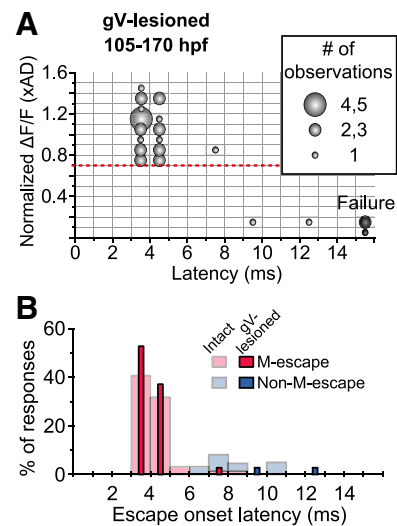 A
gV-lesioned
105-170 hpf
# of
observations
4,5
2,3
1
Normalized ΔF/F (xAD)
1.6
1.2
0.8
0.4
Failure
0 2 4 6 8 10 12 14
Latency (ms)
B
Intact
gV-
lesioned
M-escape
Non-M-escape
% of responses
60
40
20
0
2 4 6 8 10 12 14
Escape onset latency (ms)